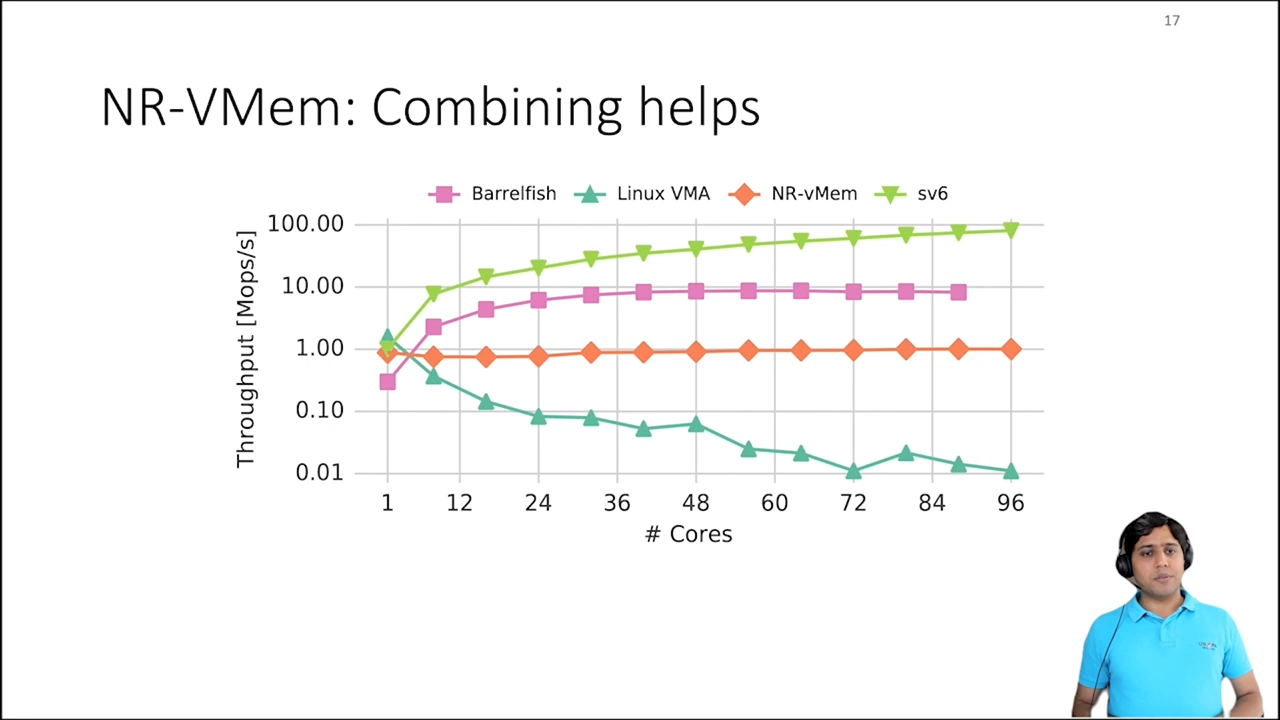 17
NR-VMem: Combining helps
Barrelfish Linux VMA NR-vMem sv6
Throughput [Mops/s]
100.00
10.00
1.00
0.10
0.01
1 12 24 36 48 60 72 84 96
# Cores